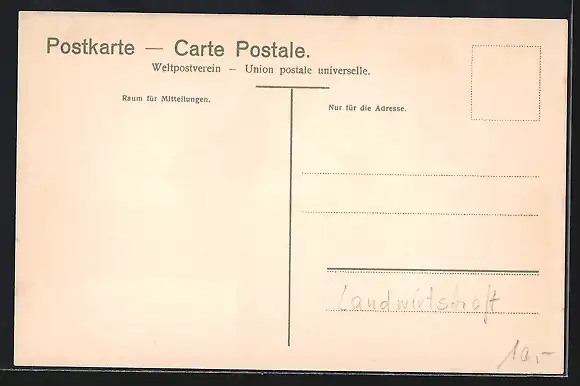 Postkarte — Carte Postale.
Weltpostverein – Union postale universelle.
Raum für Mitteilungen.
Nur für die Adresse.
Landwirtschaft
10,-